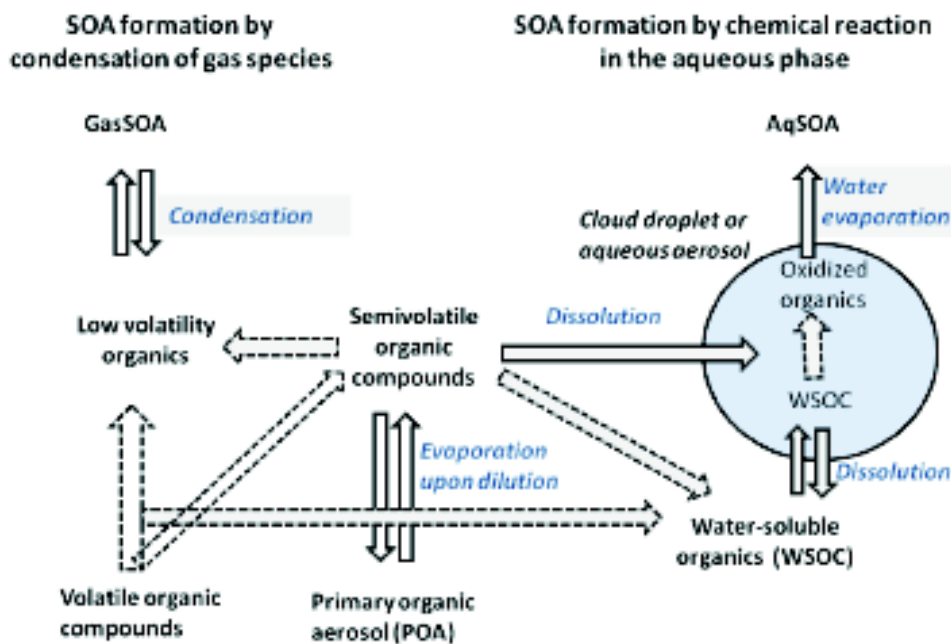 SOA formation by
condensation of gas species
SOA formation by chemical reaction
in the aqueous phase
GasSOA
AqSOA
Condensation
Water
evaporation
Cloud droplet or
aqueous aerosol
Oxidized
organics
Low volatility
organics
Semivolatile
organic
compounds
Dissolution
WSOC
Evaporation
upon dilution
Dissolution
Water-soluble
organics (WSOC)
Volatile organic
compounds
Primary organic
aerosol (POA)